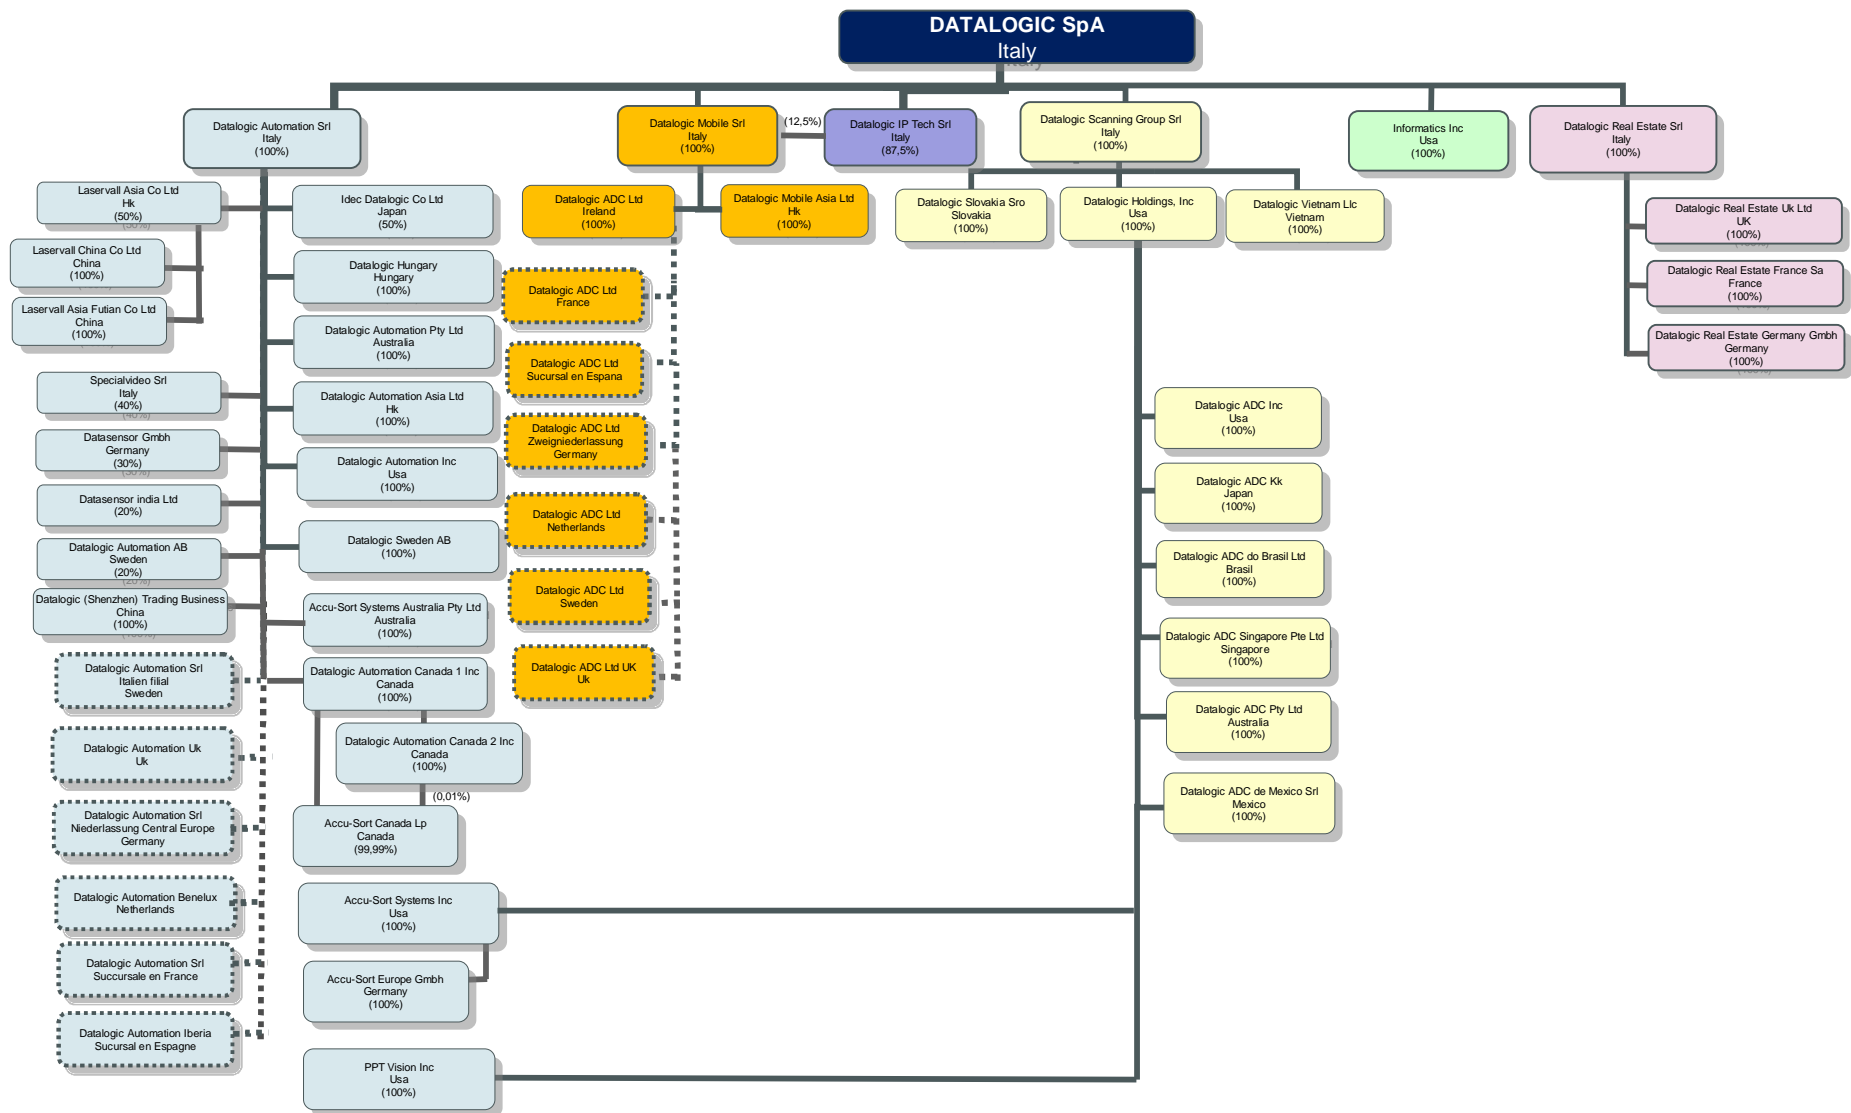 DATALOGIC SpA
Italy
Datalogic Automation Srl
Italy
(100%)
Datalogic Mobile Srl
Italy
(100%)
(12,5%)
Datalogic IP Tech Srl
Italy
(87,5%)
Datalogic Scanning Group Srl
Italy
(100%)
Informatics Inc
Usa
(100%)
Datalogic Real Estate Srl
Italy
(100%)
Laservall Asia Co Ltd
Hk
(50%)
Laservall China Co Ltd
China
(100%)
Laservall Asia Futian Co Ltd
China
(100%)
Specialvideo Srl
Italy
(40%)
Datasensor Gmbh
Germany
(30%)
Datasensor india Ltd
(20%)
Datalogic Automation AB
Sweden
(20%)
Datalogic (Shenzhen) Trading Business
China
(100%)
Datalogic Automation Srl
Italien filial
Sweden
Datalogic Automation Uk
Uk
Datalogic Automation Srl
Niederlassung Central Europe
Germany
Datalogic Automation Benelux
Netherlands
Datalogic Automation Srl
Succursale en France
Datalogic Automation Iberia
Sucursal en Espagne
Idec Datalogic Co Ltd
Japan
(50%)
Datalogic Hungary
Hungary
(100%)
Datalogic Automation Pty Ltd
Australia
(100%)
Datalogic Automation Asia Ltd
Hk
(100%)
Datalogic Automation Inc
Usa
(100%)
Datalogic Sweden AB
(100%)
Accu-Sort Systems Australia Pty Ltd
Australia
(100%)
Datalogic Automation Canada 1 Inc
Canada
(100%)
Datalogic Automation Canada 2 Inc
Canada
(100%)
(0,01%)
Accu-Sort Canada Lp
Canada
(99,99%)
Accu-Sort Systems Inc
Usa
(100%)
Accu-Sort Europe Gmbh
Germany
(100%)
PPT Vision Inc
Usa
(100%)
Datalogic ADC Ltd
Ireland
(100%)
Datalogic Mobile Asia Ltd
Hk
(100%)
Datalogic ADC Ltd
France
Datalogic ADC Ltd
Sucursal en Espana
Datalogic ADC Ltd
Zweigniederlassung
Germany
Datalogic ADC Ltd
Netherlands
Datalogic ADC Ltd
Sweden
Datalogic ADC Ltd UK
Uk
Datalogic Slovakia Sro
Slovakia
(100%)
Datalogic Holdings, Inc
Usa
(100%)
Datalogic Vietnam Llc
Vietnam
(100%)
Datalogic ADC Inc
Usa
(100%)
Datalogic ADC Kk
Japan
(100%)
Datalogic ADC do Brasil Ltd
Brasil
(100%)
Datalogic ADC Singapore Pte Ltd
Singapore
(100%)
Datalogic ADC Pty Ltd
Australia
(100%)
Datalogic ADC de Mexico Srl
Mexico
(100%)
Datalogic Real Estate Uk Ltd
UK
(100%)
Datalogic Real Estate France Sa
France
(100%)
Datalogic Real Estate Germany Gmbh
Germany
(100%)